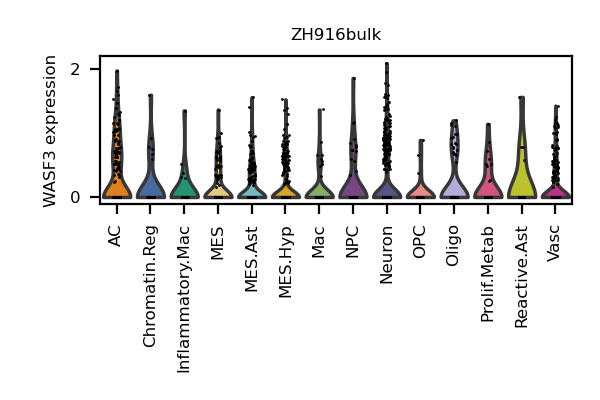 ZH916bulk
WASF3 expression
2
0
AC
Chromatin.Reg
Inflammatory.Mac
MES
MES.Ast
MES.Hyp
Mac
NPC
Neuron
OPC
Oligo
Prolif.Metab
Reactive.Ast
Vasc